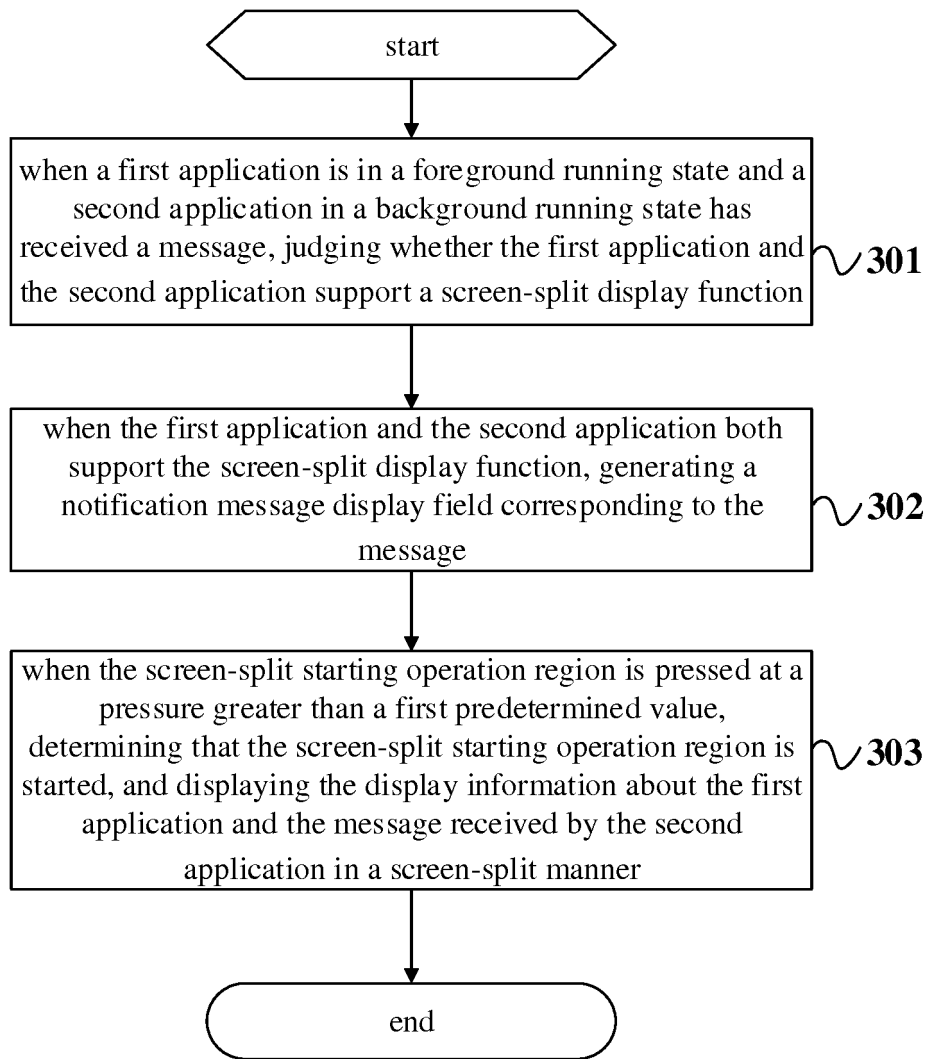 start
when a first application is in a foreground running state and a
second application in a background running state has
received a message, judging whether the first application and
the second application support a screen-split display function
301
when the first application and the second application both
support the screen-split display function, generating a
notification message display field corresponding to the
message
302
when the screen-split starting operation region is pressed at a
pressure greater than a first predetermined value,
determining that the screen-split starting operation region is
started, and displaying the display information about the first
application and the message received by the second
application in a screen-split manner
303
end